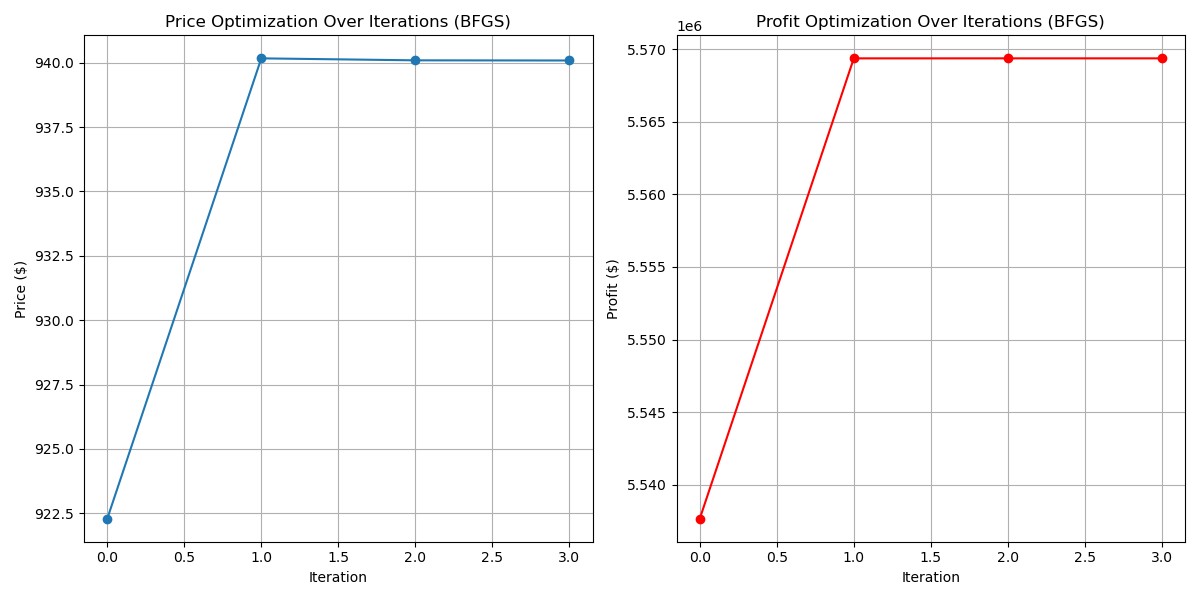 Price Optimization Over Iterations (BFGS)
940.0
937.5
935.0
932.5
930.0
927.5
925.0
922.5
Price ($)
0.0 0.5 1.0 1.5 2.0 2.5 3.0
Iteration
Profit Optimization Over Iterations (BFGS)
1e6
5.570
5.565
5.560
5.555
5.550
5.545
5.540
Profit ($)
0.0 0.5 1.0 1.5 2.0 2.5 3.0
Iteration